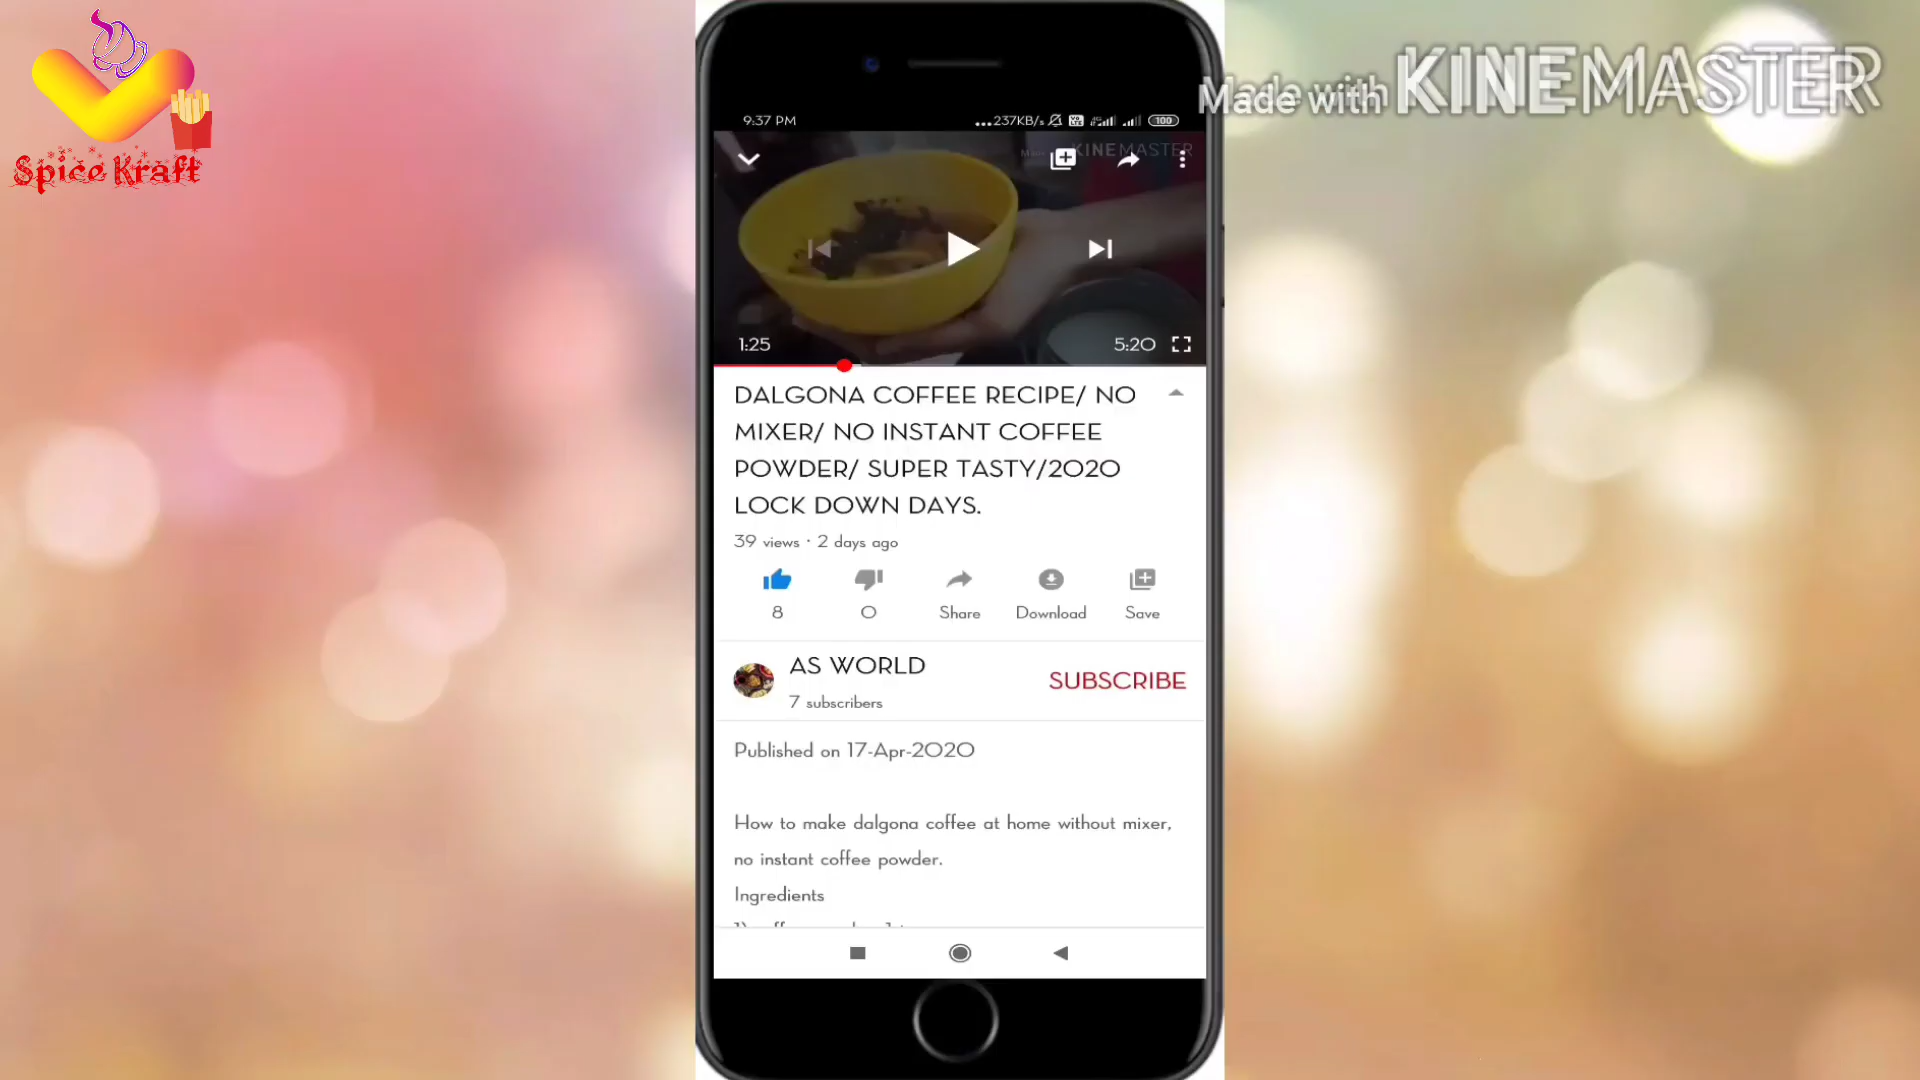 Spice Kraft
Made with KINEMASTER
9:37 PM
237KB/s
100
KINEMASTER
1:25
5:20
DALGONA COFFEE RECIPE/ NO
MIXER/ NO INSTANT COFFEE
POWDER/ SUPER TASTY/2020
LOCK DOWN DAYS.
39 views · 2 days ago
8
0
Share
Download
Save
AS WORLD
SUBSCRIBE
7 subscribers
Published on 17-Apr-2020
How to make dalgona coffee at home without mixer,
no instant coffee powder.
Ingredients